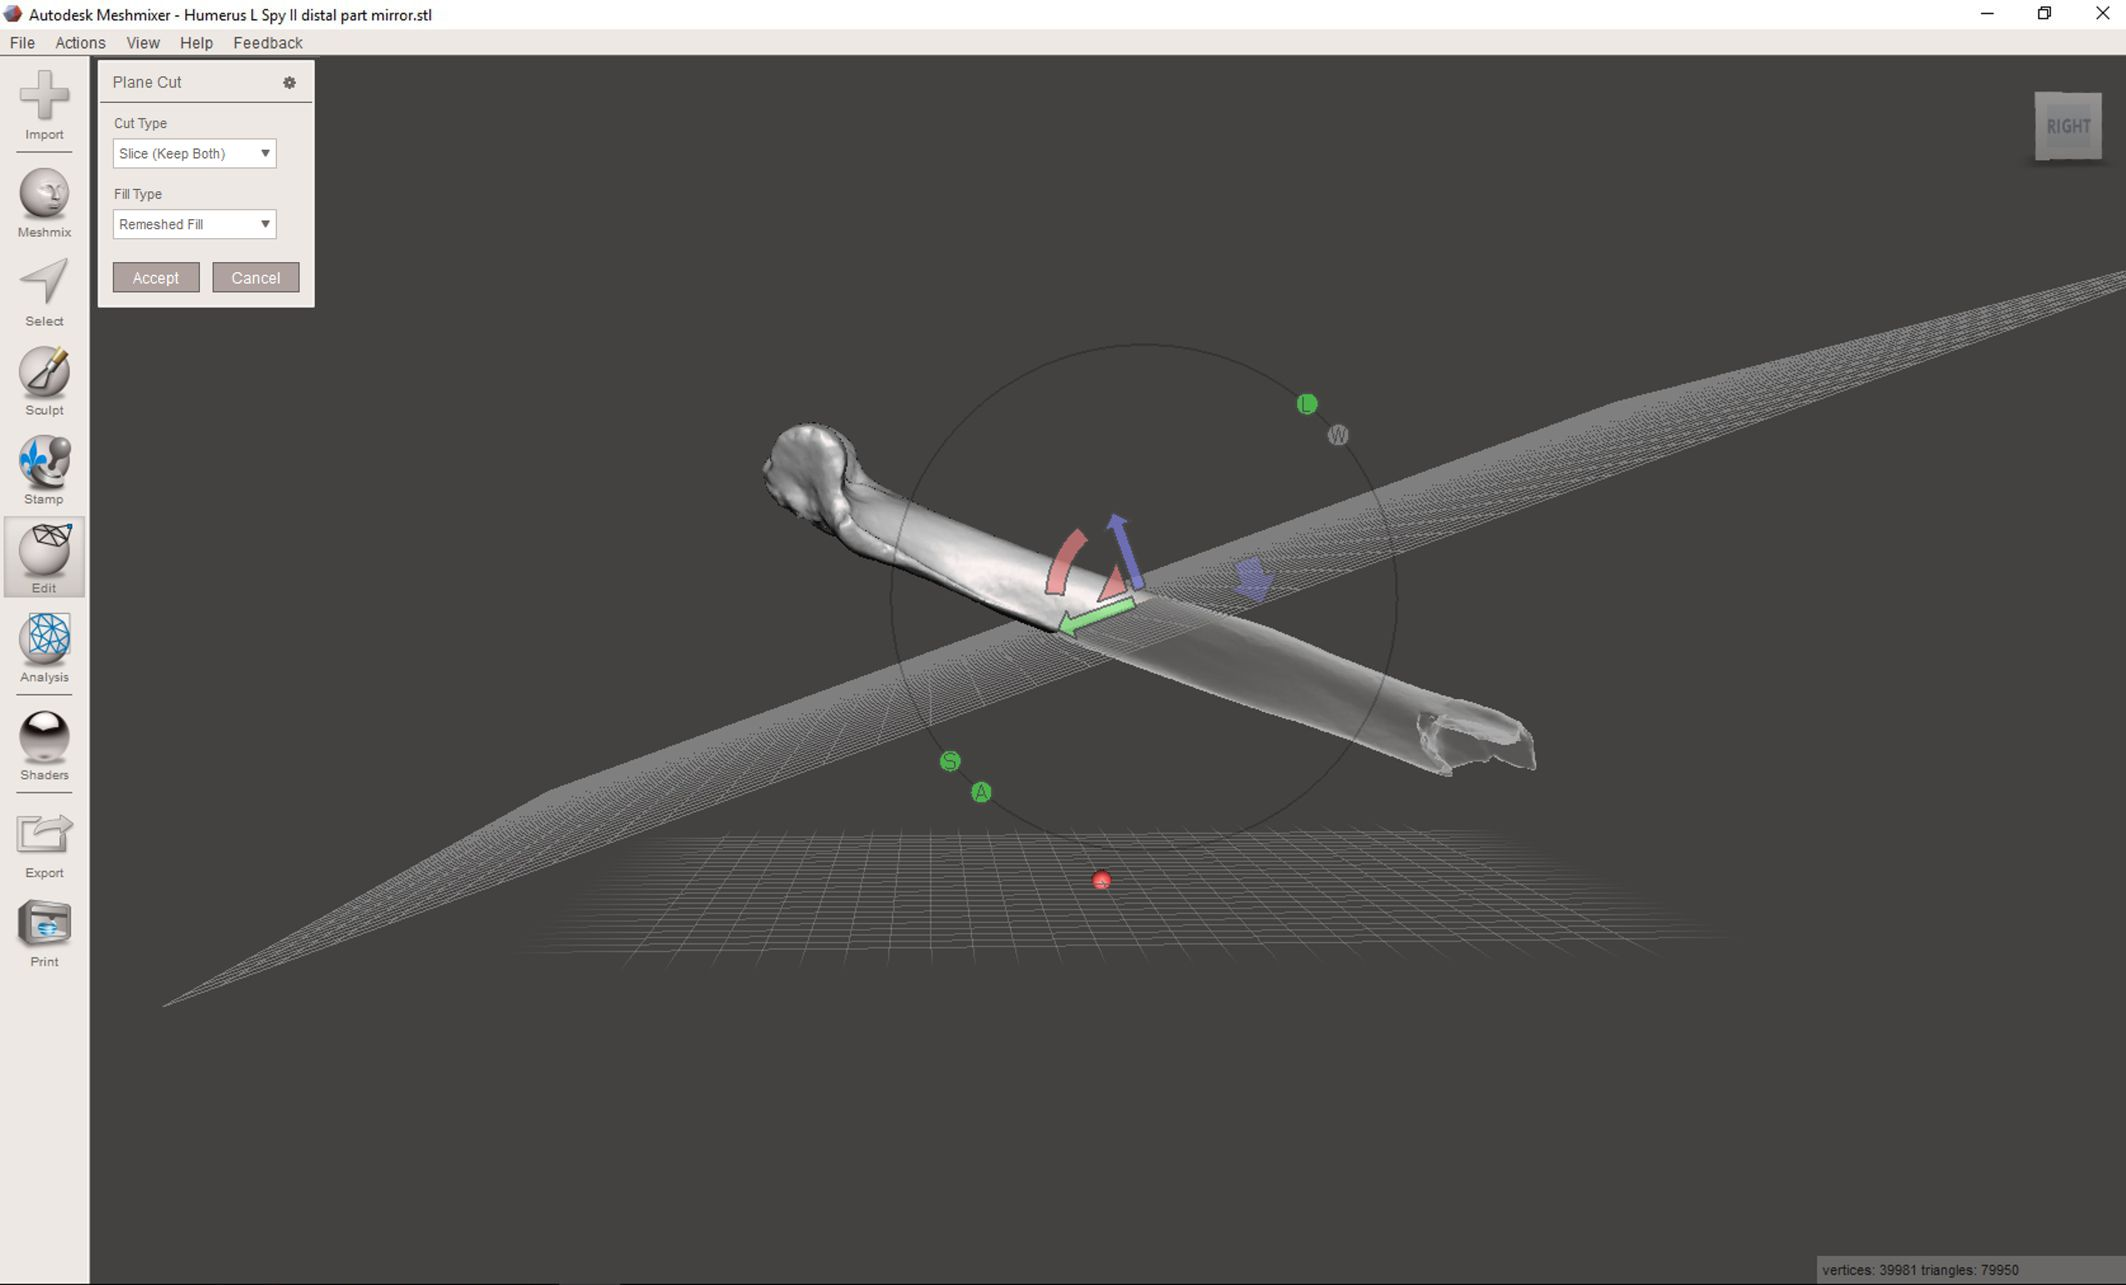 Autodesk Meshmixer - Humerus L Spy II distal part mirror.stl
File Actions View Help Feedback
Plane Cut
Cut Type
Slice (Keep Both)
Fill Type
Remeshed Fill
Accept Cancel
Import
Meshmix
Select
Sculpt
Stamp
Edit
Analysis
Shaders
Export
Print
RIGHT
L
W
S
A
vertices: 39981 triangles: 79950